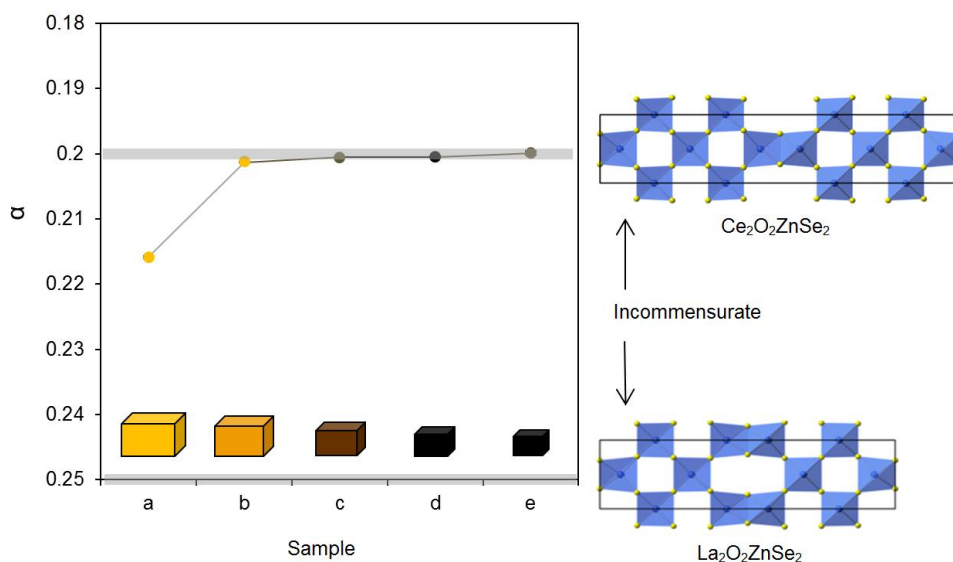 0.18
0.19
0.2
0.21
0.22
0.23
0.24
0.25
α
a b c d e
Sample
Ce₂O₂ZnSe₂
Incommensurate
La₂O₂ZnSe₂